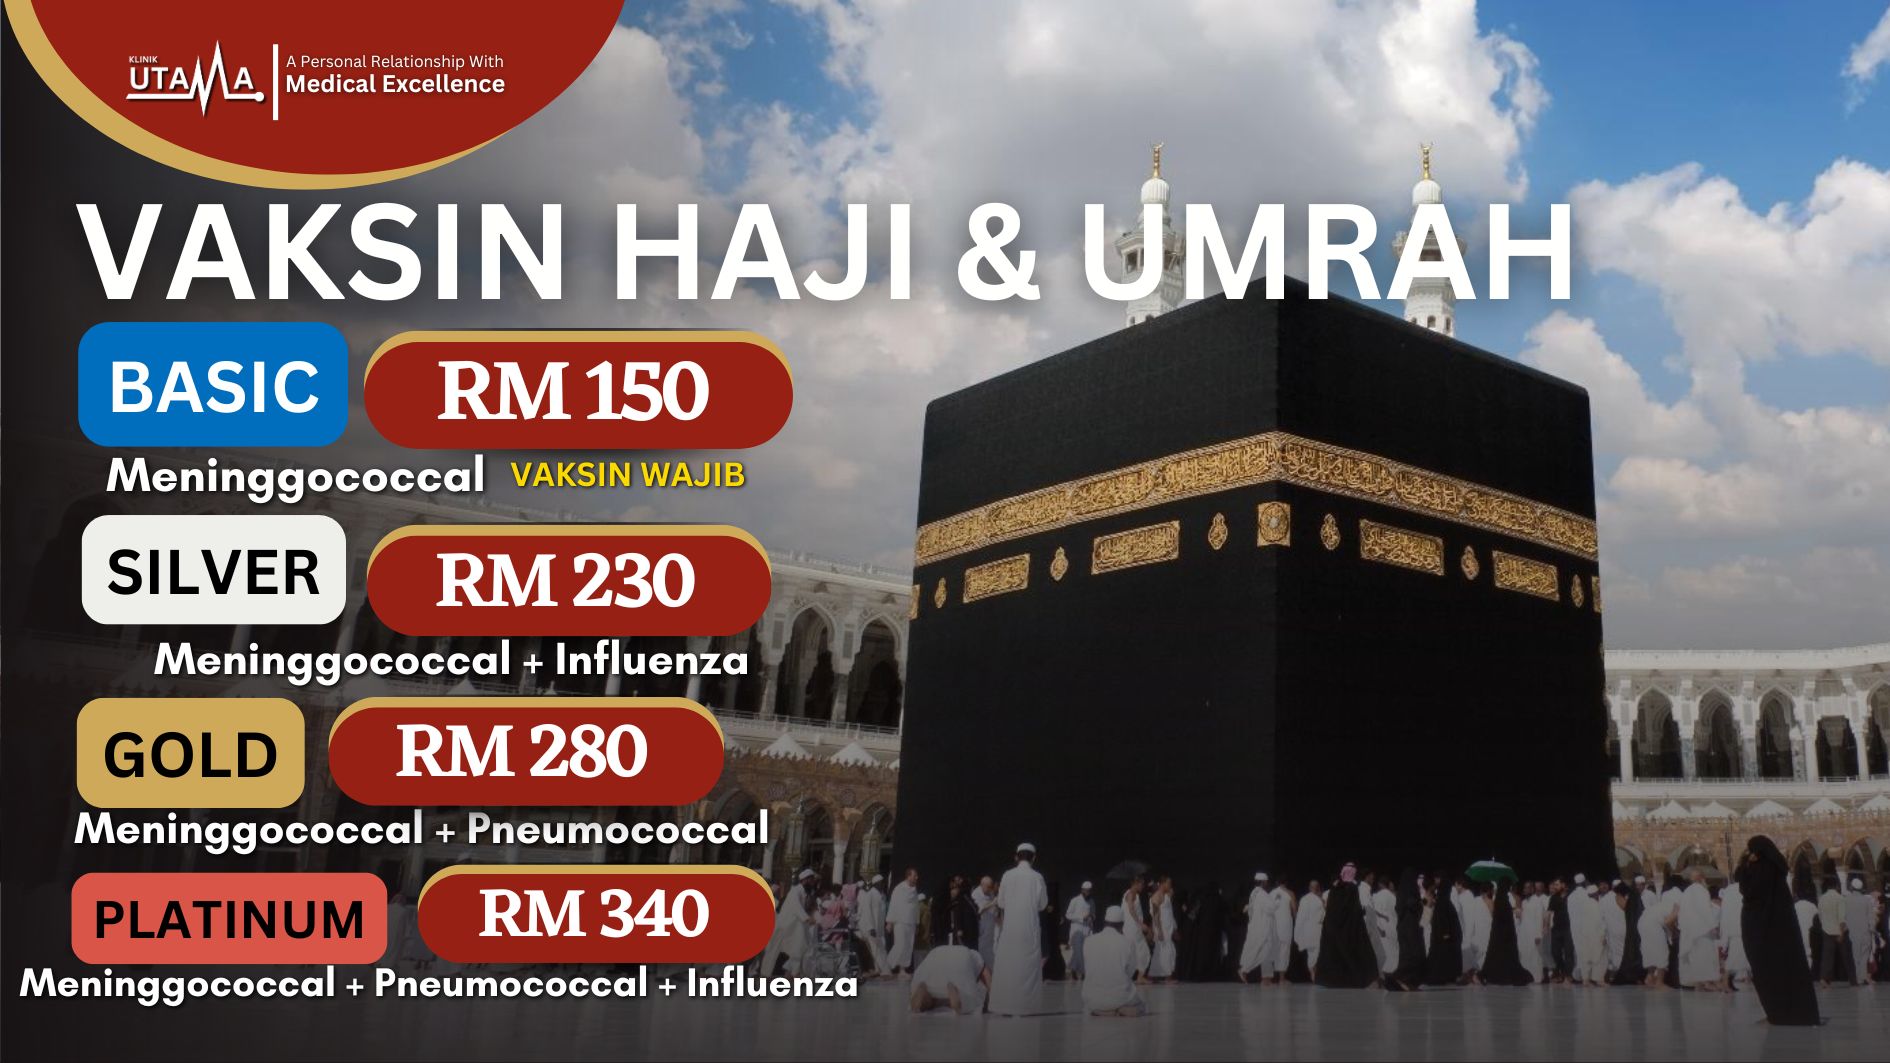 KLINIK
UTAMA
A Personal Relationship With
Medical Excellence
VAKSIN HAJI & UMRAH
BASIC
RM 150
Meninggococcal VAKSIN WAJIB
SILVER
RM 230
Meninggococcal + Influenza
GOLD
RM 280
Meninggococcal + Pneumococcal
PLATINUM
RM 340
Meninggococcal + Pneumococcal + Influenza